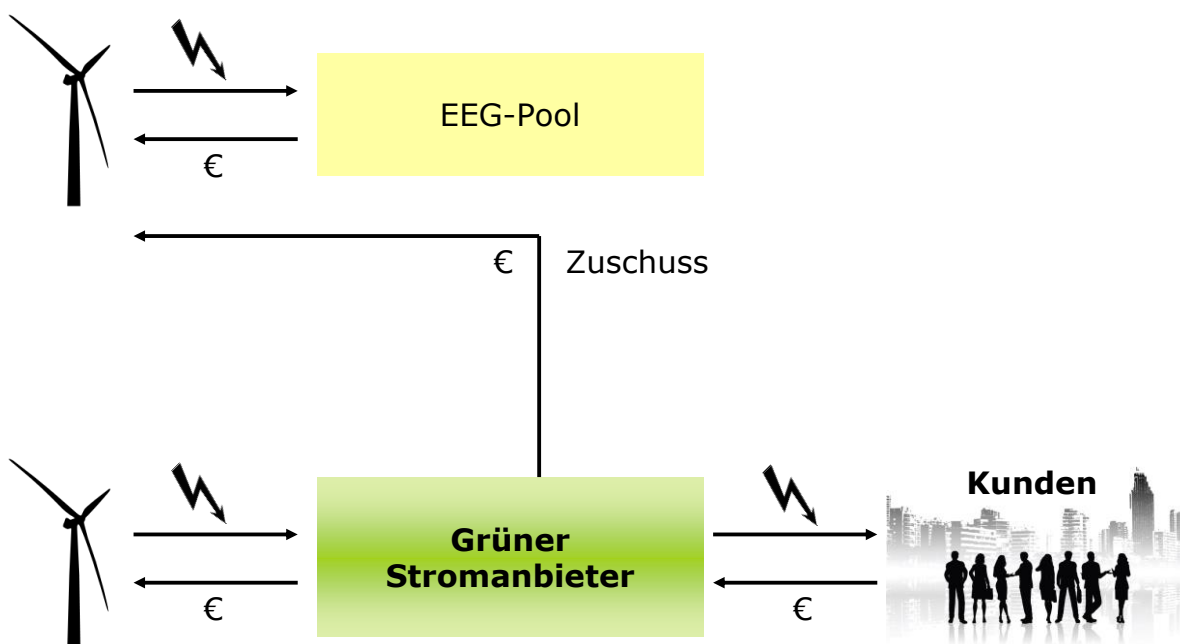 EEG-Pool
€
€ Zuschuss
Kunden
Grüner
Stromanbieter
€
€